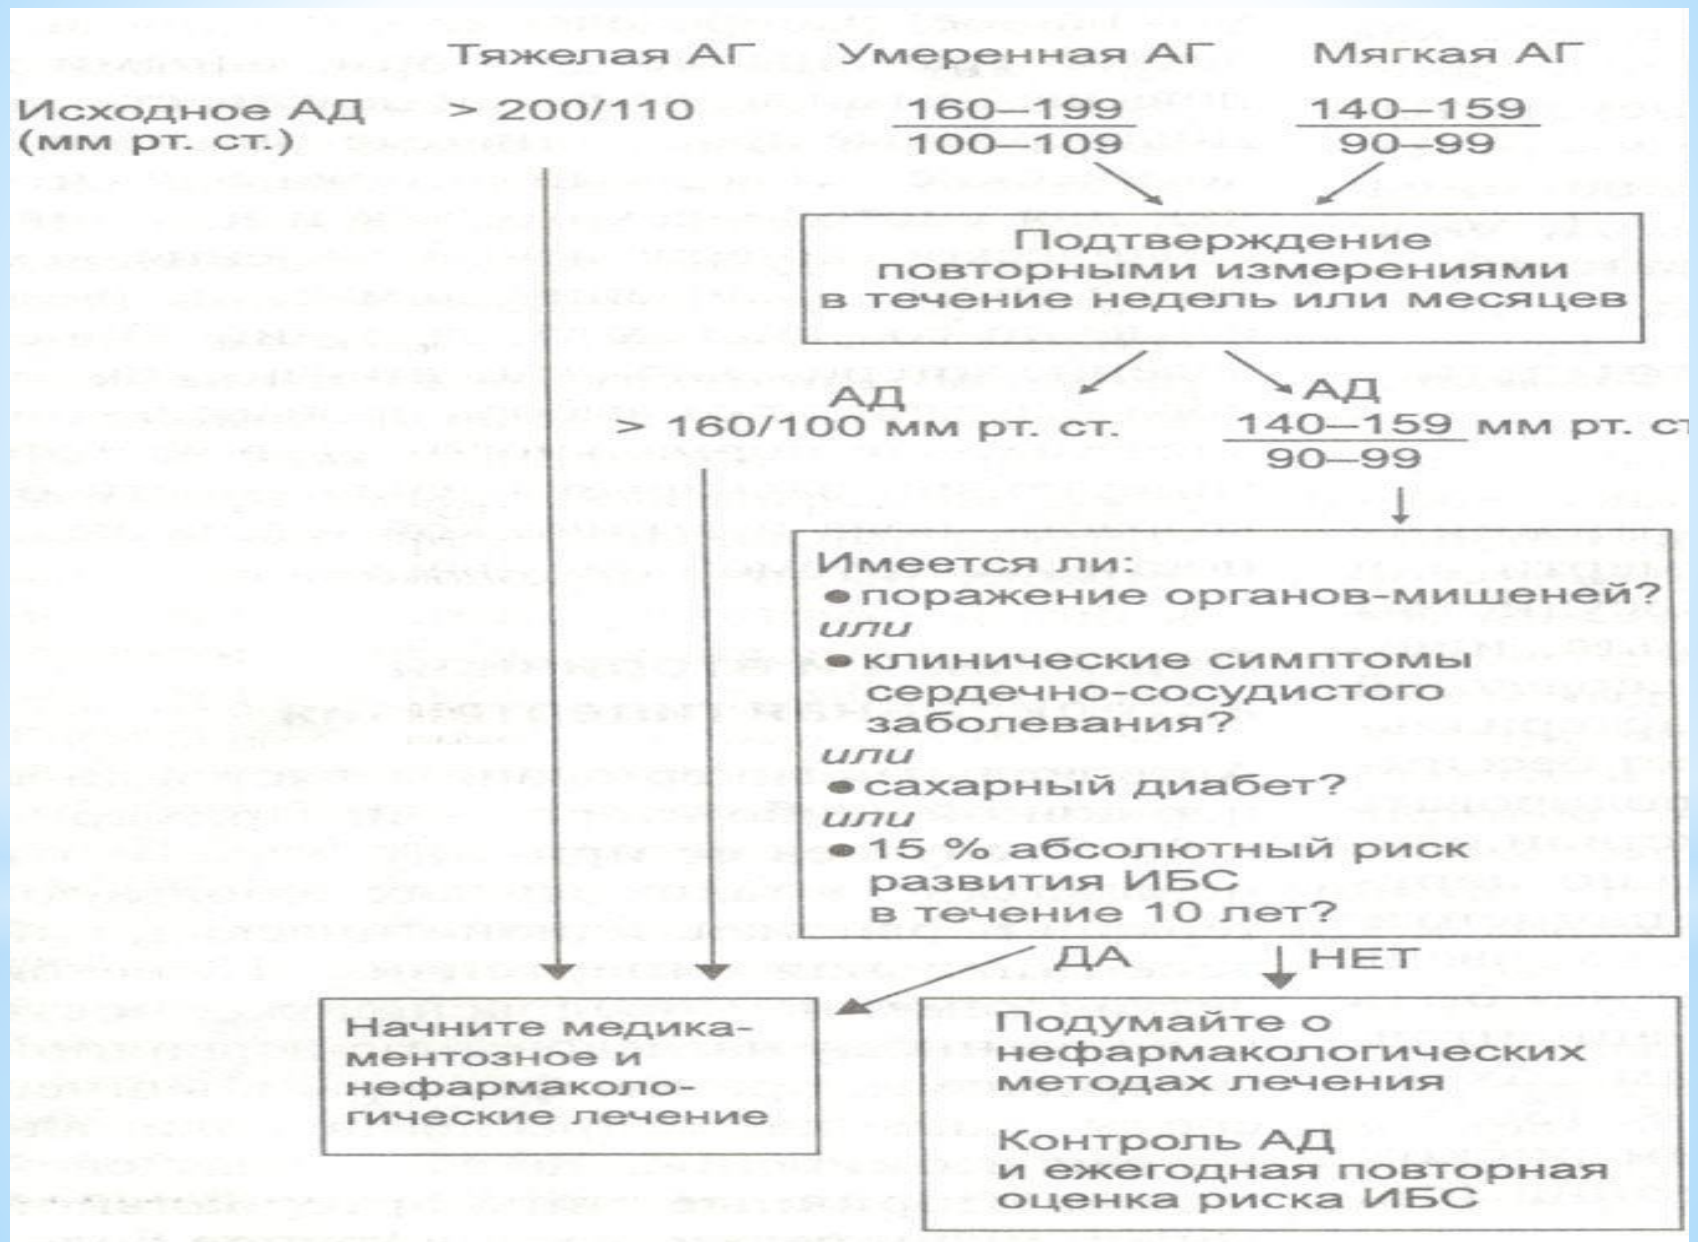 Тяжелая АГ Умеренная АГ Мягкая АГ
Исходное АД > 200/110 160–199 140–159
(мм рт. ст.) 100–109 90–99
Подтверждение
повторными измерениями
в течение недель или месяцев
АД АД
> 160/100 мм рт. ст. 140–159 мм рт. ст
90–99
Имеется ли:
● поражение органов-мишеней?
или
● клинические симптомы
сердечно-сосудистого
заболевания?
или
● сахарный диабет?
или
● 15 % абсолютный риск
развития ИБС
в течение 10 лет?
ДА НЕТ
Начните медика-
ментозное и
нефармаколо-
гические лечение
Подумайте о
нефармакологических
методах лечения
Контроль АД
и ежегодная повторная
оценка риска ИБС